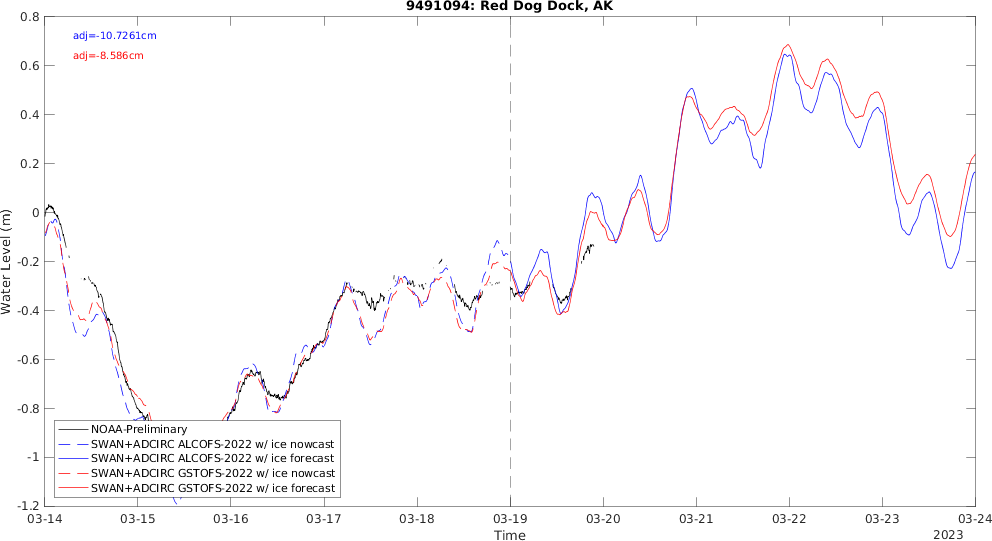 9491094: Red Dog Dock, AK
adj=-10.7261cm
adj=-8.586cm
Water Level (m)
0.8
0.6
0.4
0.2
0
-0.2
-0.4
-0.6
-0.8
-1
-1.2
NOAA-Preliminary
SWAN+ADCIRC ALCOFS-2022 w/ ice nowcast
SWAN+ADCIRC ALCOFS-2022 w/ ice forecast
SWAN+ADCIRC GSTOFS-2022 w/ ice nowcast
SWAN+ADCIRC GSTOFS-2022 w/ ice forecast
03-14 03-15 03-16 03-17 03-18 03-19 03-20 03-21 03-22 03-23 03-24
Time
2023